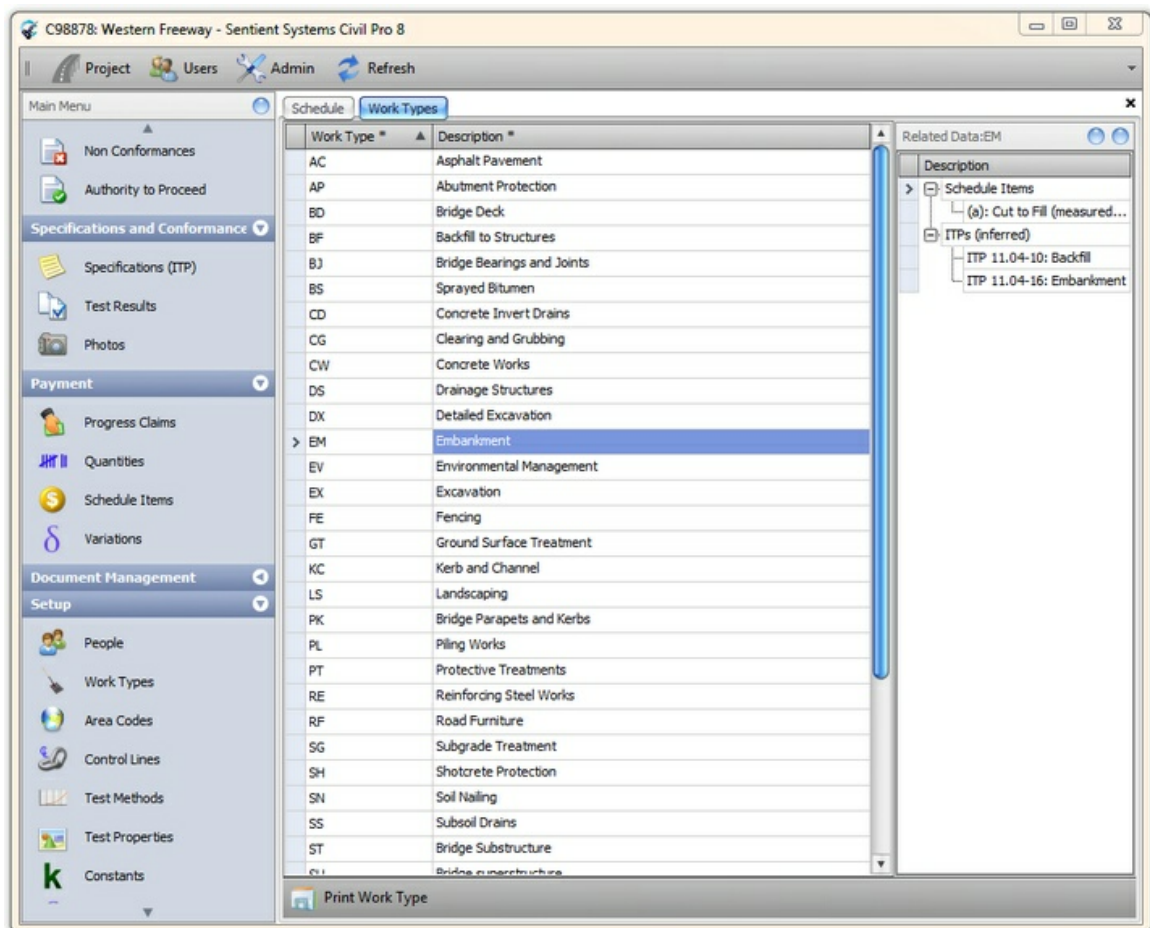 C98878: Western Freeway - Sentient Systems Civil Pro 8
Project Users Admin Refresh
Main Menu
Non Conformances
Authority to Proceed
Specifications and Conformance
Specifications (ITP)
Test Results
Photos
Payment
Progress Claims
Quantities
Schedule Items
Variations
Document Management
Setup
People
Work Types
Area Codes
Control Lines
Test Methods
Test Properties
k Constants
Schedule Work Types
Work Type * Description *
AC Asphalt Pavement
AP Abutment Protection
BD Bridge Deck
BF Backfill to Structures
BJ Bridge Bearings and Joints
BS Sprayed Bitumen
CD Concrete Invert Drains
CG Clearing and Grubbing
CW Concrete Works
DS Drainage Structures
DX Detailed Excavation
EM Embankment
EV Environmental Management
EX Excavation
FE Fencing
GT Ground Surface Treatment
KC Kerb and Channel
LS Landscaping
PK Bridge Parapets and Kerbs
PL Piling Works
PT Protective Treatments
RE Reinforcing Steel Works
RF Road Furniture
SG Subgrade Treatment
SH Shotcrete Protection
SN Soil Nailing
SS Subsoil Drains
ST Bridge Substructure
Bridge superstructure
Print Work Type
Related Data:EM
Description
Schedule Items
(a): Cut to Fill (measured...
ITPs (inferred)
ITP 11.04-10: Backfill
ITP 11.04-16: Embankment